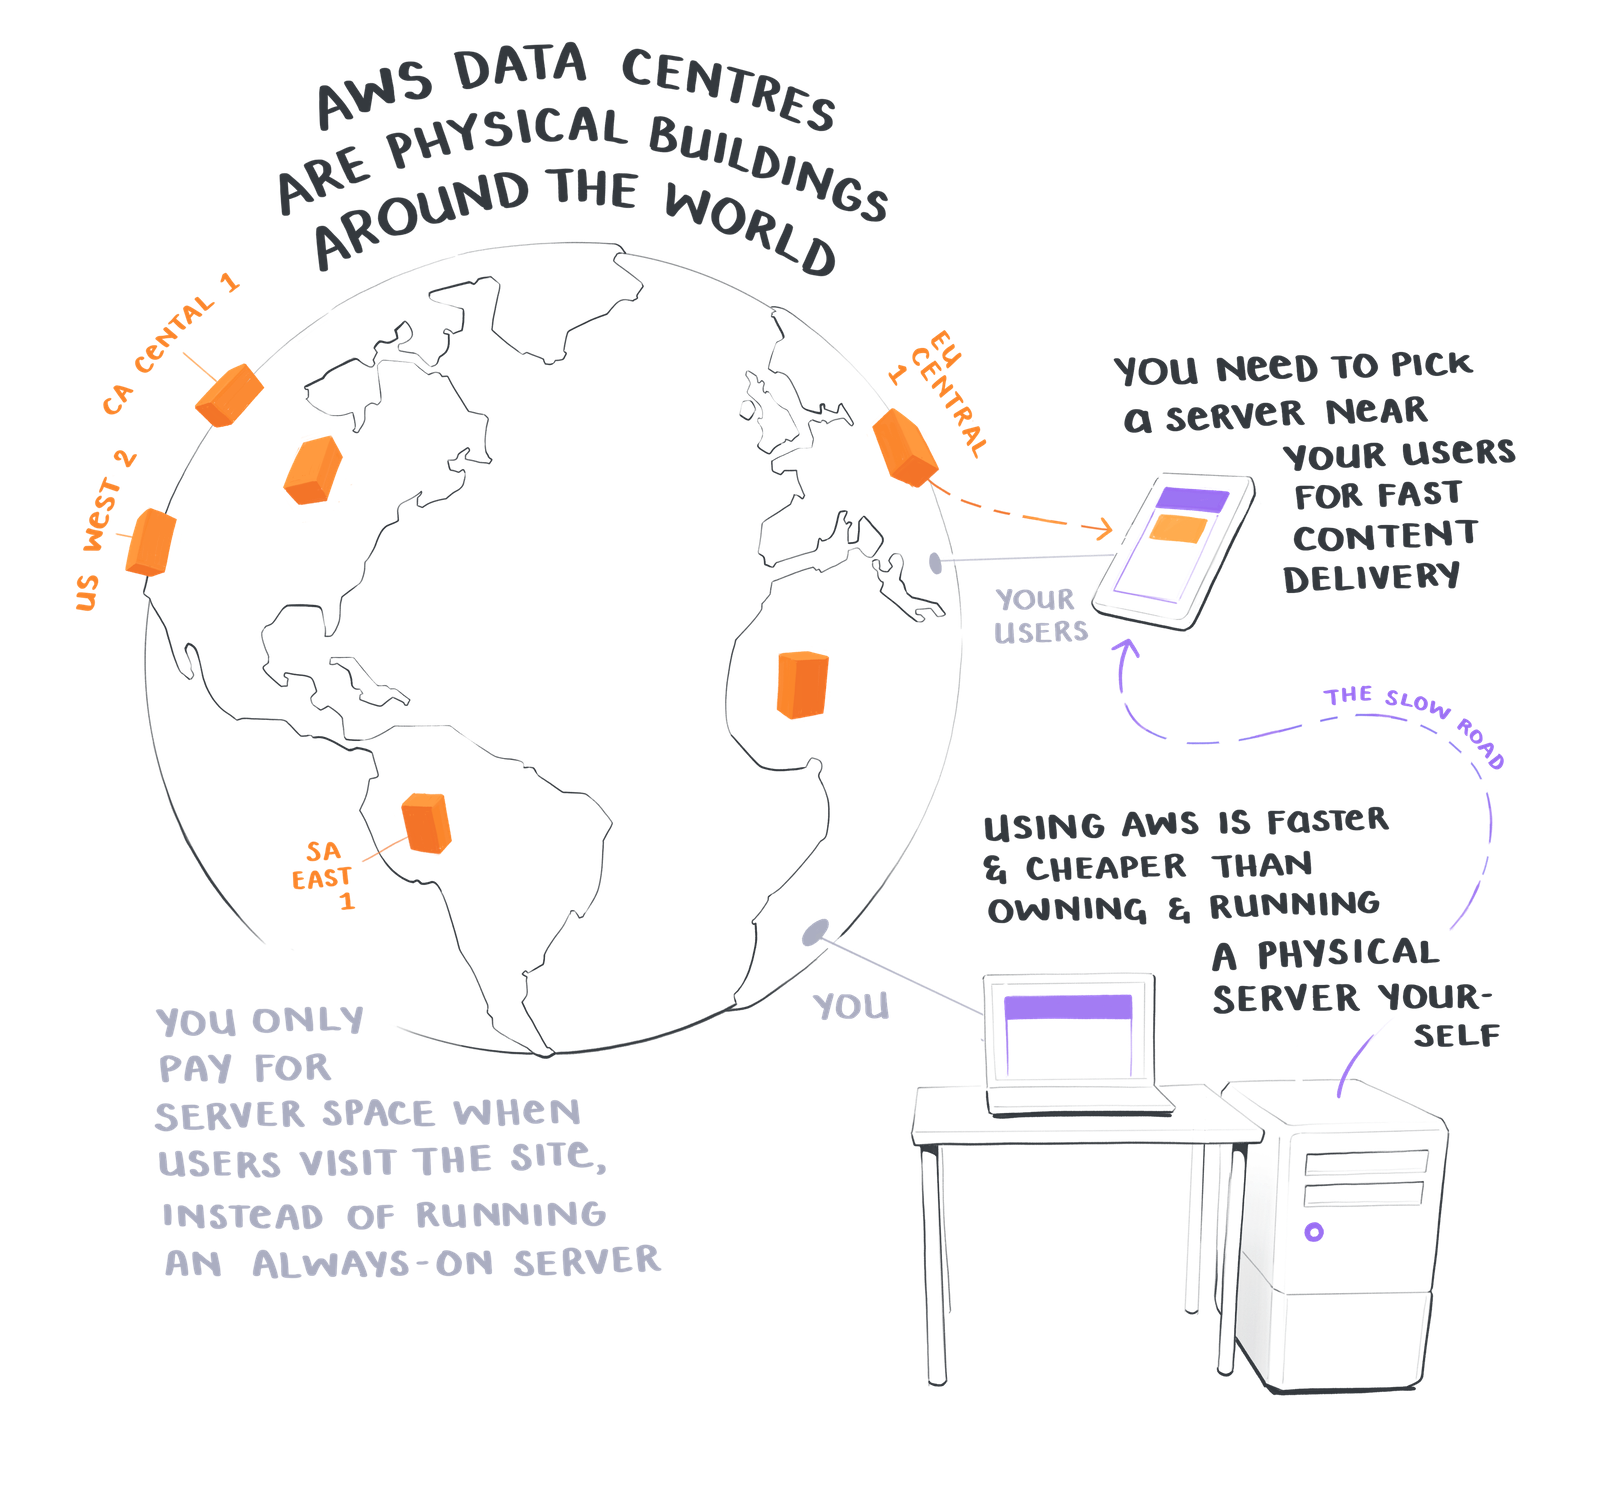 AWS DATA CENTRES
ARE PHYSICAL BUILDINGS
AROUND THE WORLD
CA CENTAL 1
US WEST 2
EU
CENTRAL
1
YOU NEED TO PICK
A SERVER NEAR
YOUR USERS
FOR FAST
CONTENT
DELIVERY
YOUR
USERS
THE SLOW ROAD
SA
EAST
1
USING AWS IS FASTER
& CHEAPER THAN
OWNING & RUNNING
A PHYSICAL
SERVER YOUR-
SELF
YOU
YOU ONLY
PAY FOR
SERVER SPACE WHEN
USERS VISIT THE SITE,
INSTEAD OF RUNNING
AN ALWAYS-ON SERVER